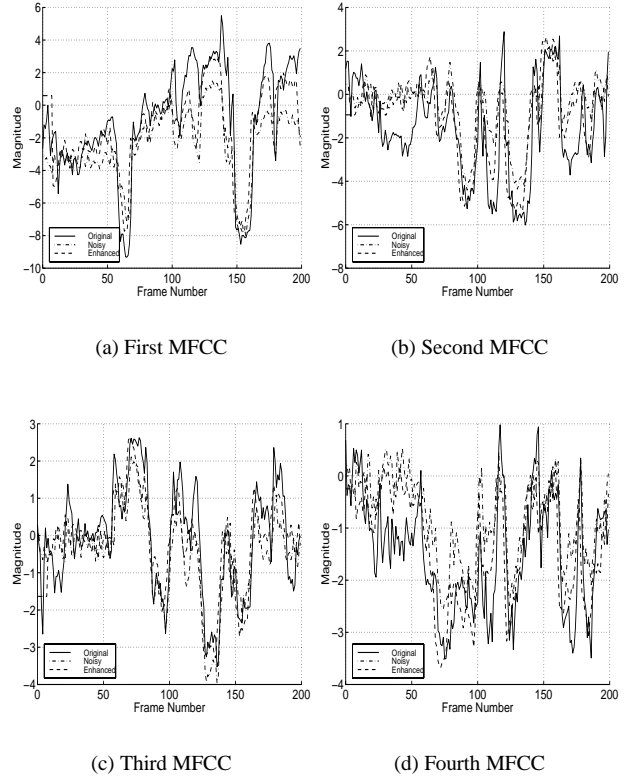 6
4
2
0
−2
−4
−6
−8
−10
Magnitude
Original
Noisy
Enhanced
0 50 100 150 200
Frame Number
(a) First MFCC
4
2
0
−2
−4
−6
−8
Magnitude
Original
Noisy
Enhanced
0 50 100 150 200
Frame Number
(b) Second MFCC
3
2
1
0
−1
−2
−3
−4
Magnitude
Original
Noisy
Enhanced
0 50 100 150 200
Frame Number
(c) Third MFCC
1
0
−1
−2
−3
−4
Magnitude
Original
Noisy
Enhanced
0 50 100 150 200
Frame Number
(d) Fourth MFCC